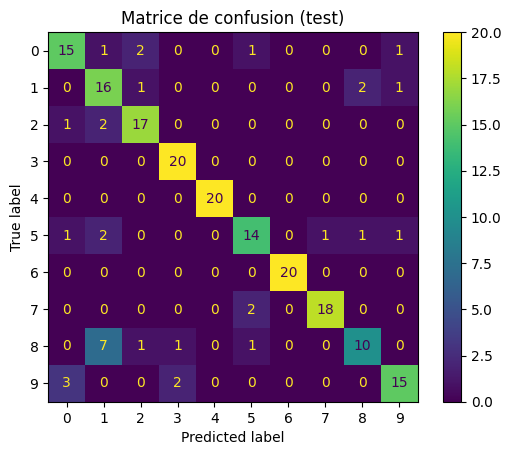 Matrice de confusion (test)
True label
0 15 1 2 0 0 1 0 0 0 1
1 0 16 1 0 0 0 0 0 2 1
2 1 2 17 0 0 0 0 0 0 0
3 0 0 0 20 0 0 0 0 0 0
4 0 0 0 0 20 0 0 0 0 0
5 1 2 0 0 0 14 0 1 1 1
6 0 0 0 0 0 0 20 0 0 0
7 0 0 0 0 0 2 0 18 0 0
8 0 7 1 1 0 1 0 0 10 0
9 3 0 0 2 0 0 0 0 0 15
0 1 2 3 4 5 6 7 8 9
Predicted label
20.0
17.5
15.0
12.5
10.0
7.5
5.0
2.5
0.0